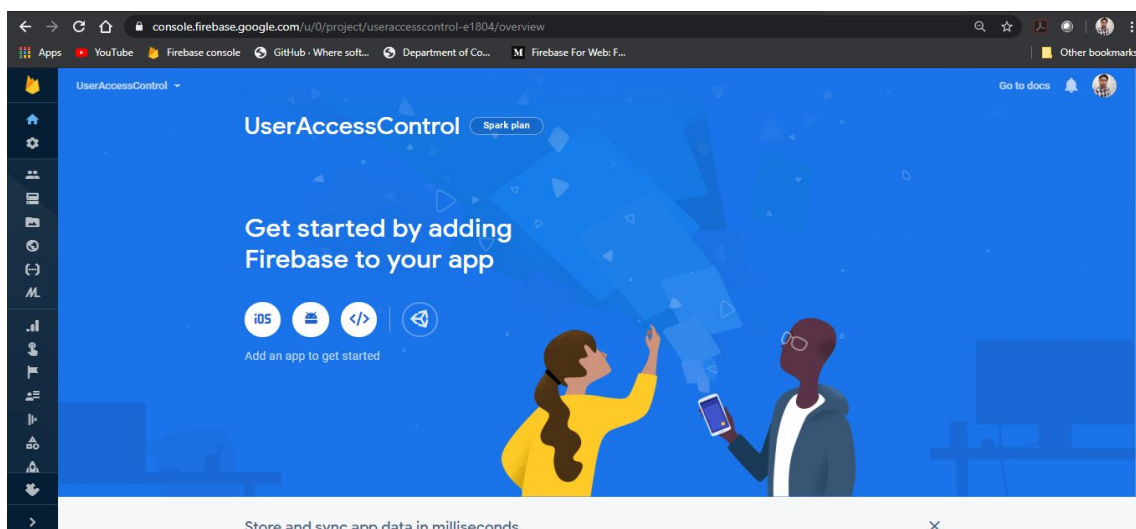 console.firebase.google.com/u/0/project/useraccesscontrol-e1804/overview
Apps YouTube Firebase console GitHub · Where soft... Department of Co... Firebase For Web: F... Other bookmarks
UserAccessControl Go to docs
UserAccessControl Spark plan
Get started by adding
Firebase to your app
iOS </>
Add an app to get started
Store and sync app data in milliseconds